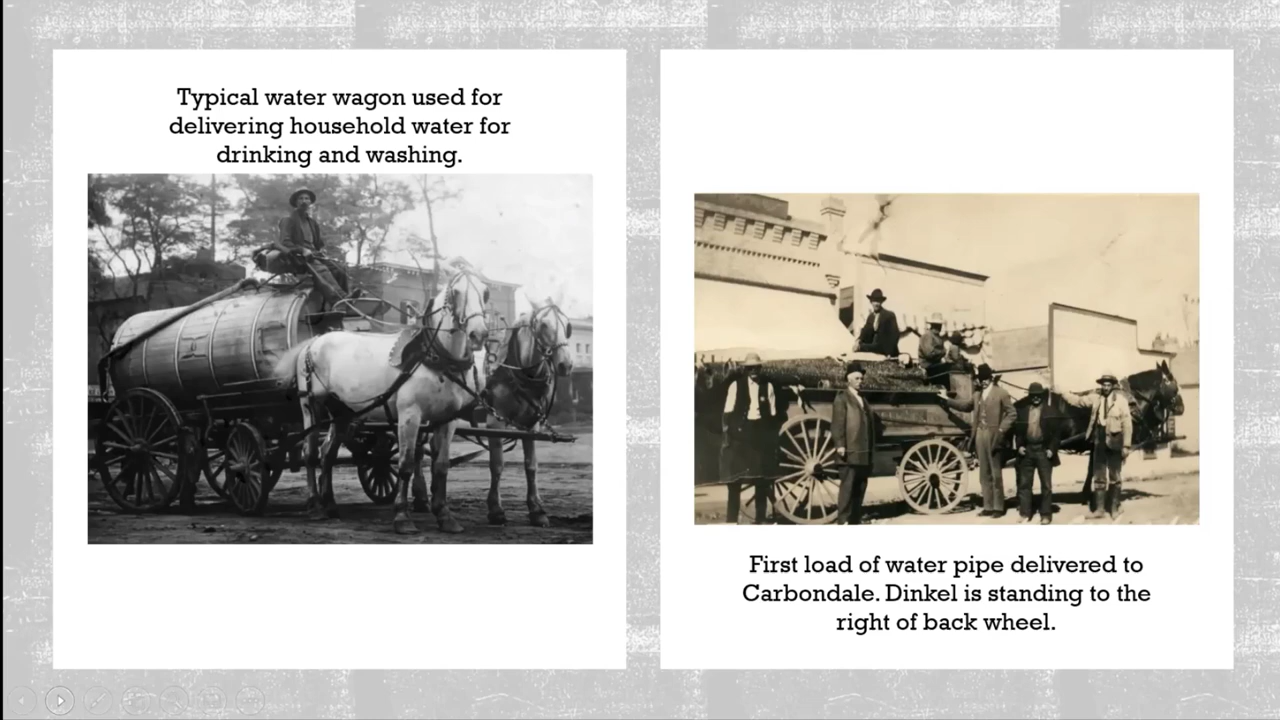 Typical water wagon used for
delivering household water for
drinking and washing.
First load of water pipe delivered to
Carbondale. Dinkel is standing to the
right of back wheel.